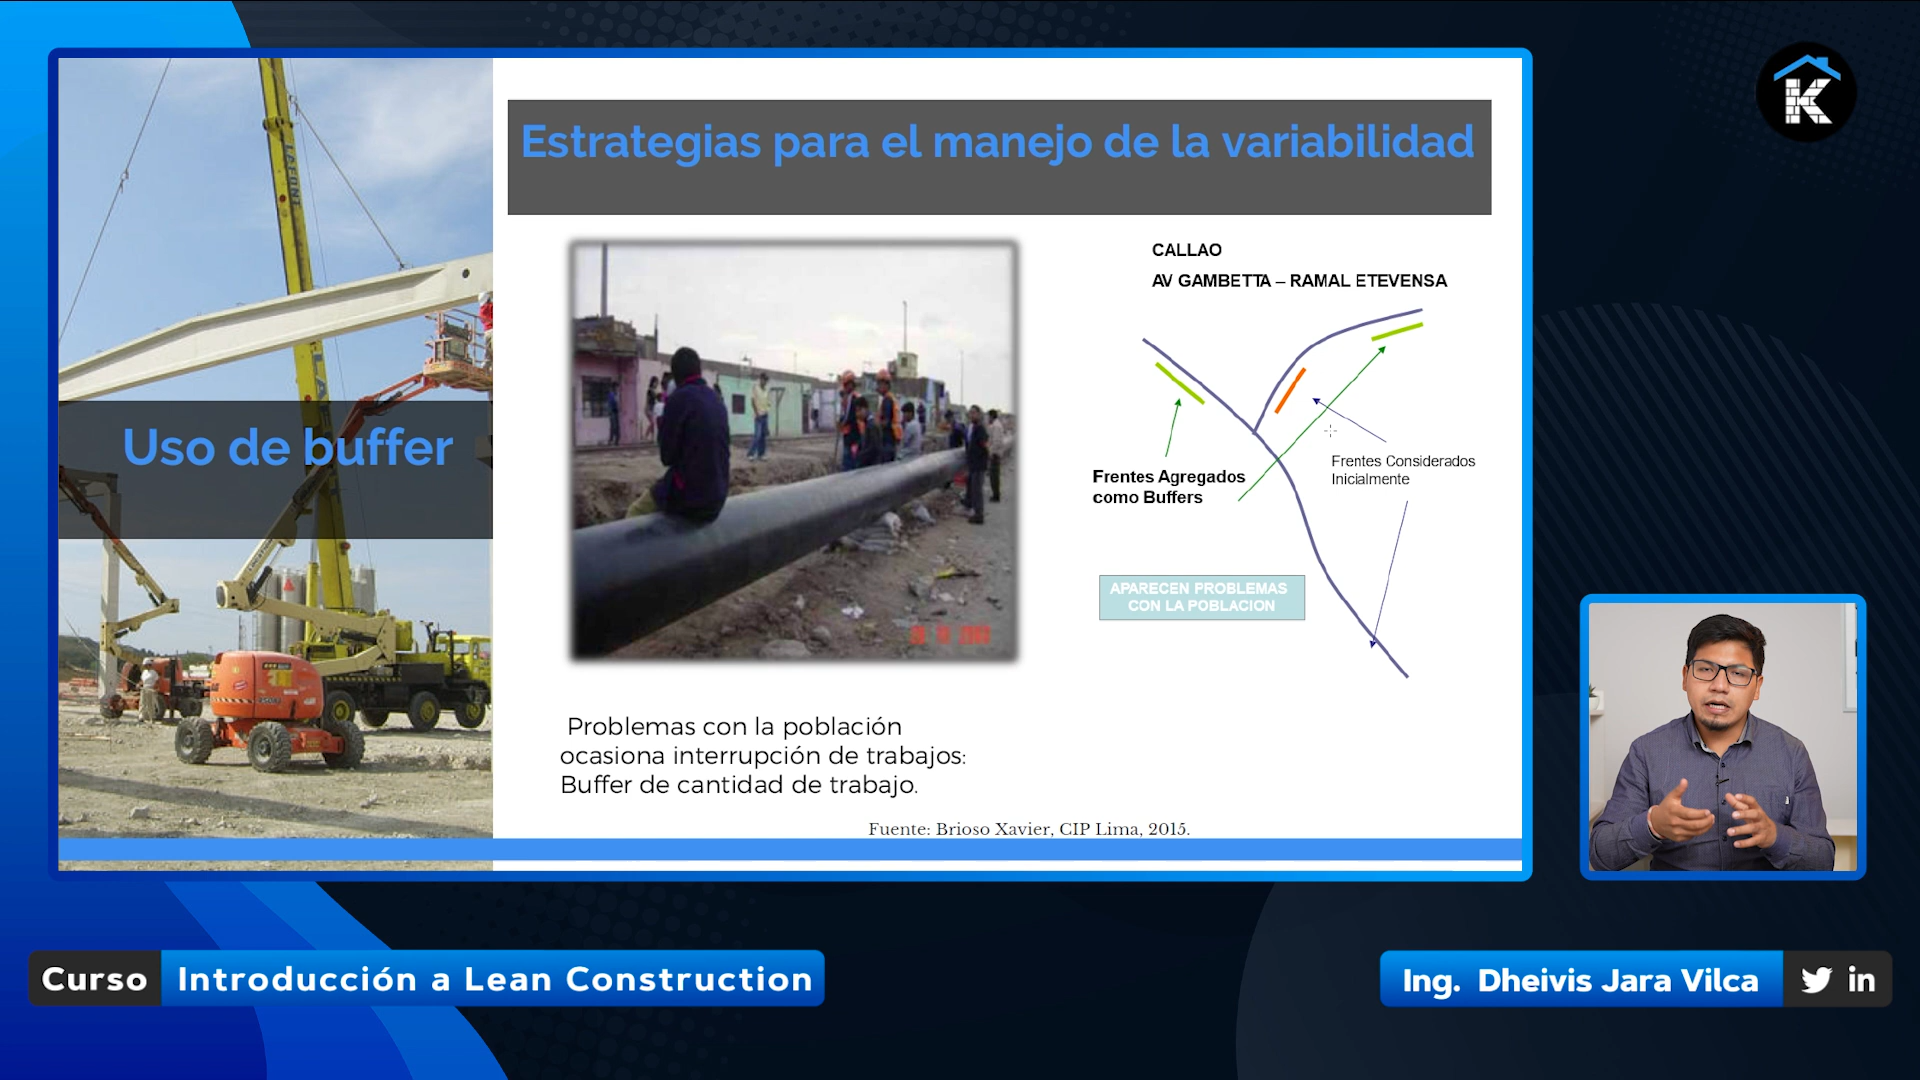 Estrategias para el manejo de la variabilidad
Uso de buffer
CALLAO
AV GAMBETTA – RAMAL ETEVENSA
Frentes Agregados
como Buffers
Frentes Considerados
Inicialmente
APARECEN PROBLEMAS
CON LA POBLACION
Problemas con la población
ocasiona interrupción de trabajos:
Buffer de cantidad de trabajo.
Fuente: Brioso Xavier, CIP Lima, 2015.
K
Curso Introducción a Lean Construction
Ing. Dheivis Jara Vilca
in